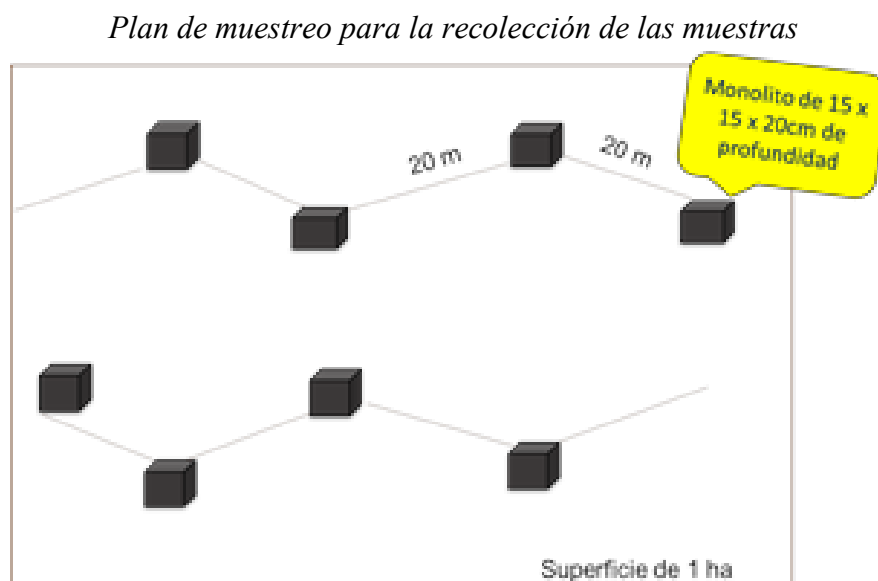 Plan de muestreo para la recolección de las muestras
Monolito de 15 x
15 x 20cm de
profundidad
20 m
20 m
Superficie de 1 ha